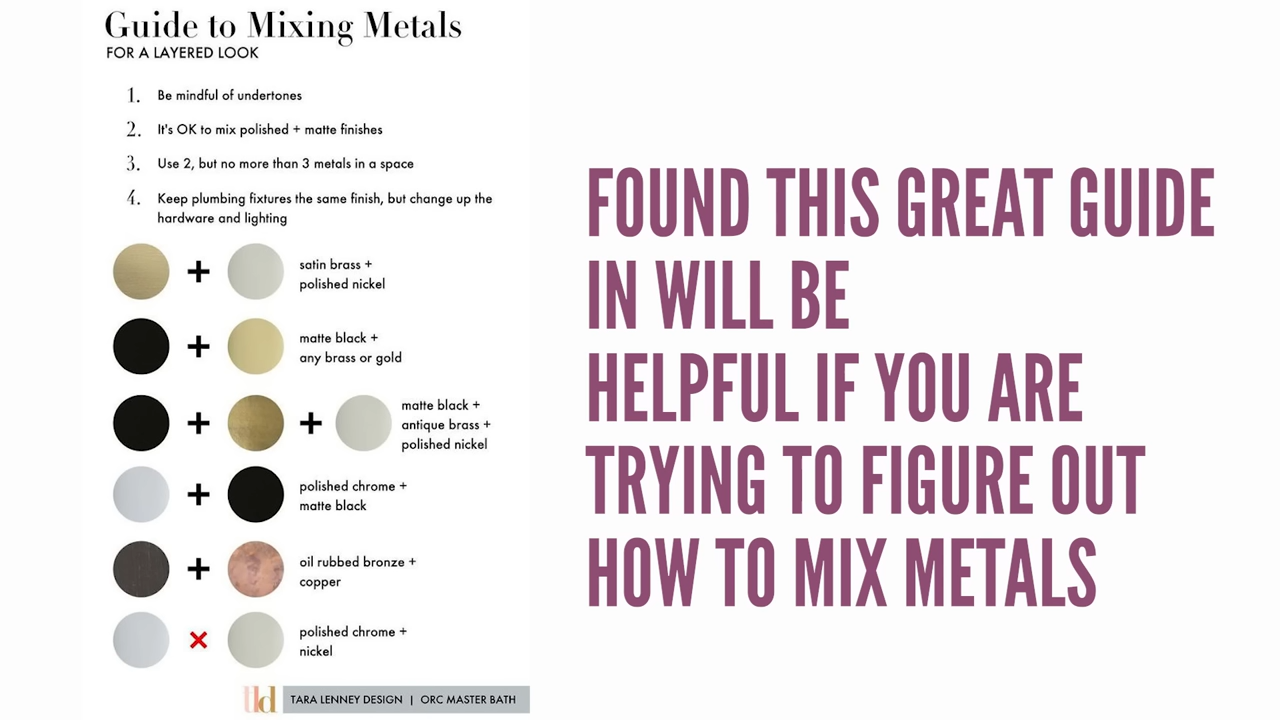 Guide to Mixing Metals
FOR A LAYERED LOOK
1. Be mindful of undertones
2. It's OK to mix polished + matte finishes
3. Use 2, but no more than 3 metals in a space
4. Keep plumbing fixtures the same finish, but change up the
hardware and lighting
satin brass +
polished nickel
matte black +
any brass or gold
matte black +
antique brass +
polished nickel
polished chrome +
matte black
oil rubbed bronze +
copper
polished chrome +
nickel
tld
TARA LENNEY DESIGN | ORC MASTER BATH
FOUND THIS GREAT GUIDE
IN WILL BE
HELPFUL IF YOU ARE
TRYING TO FIGURE OUT
HOW TO MIX METALS